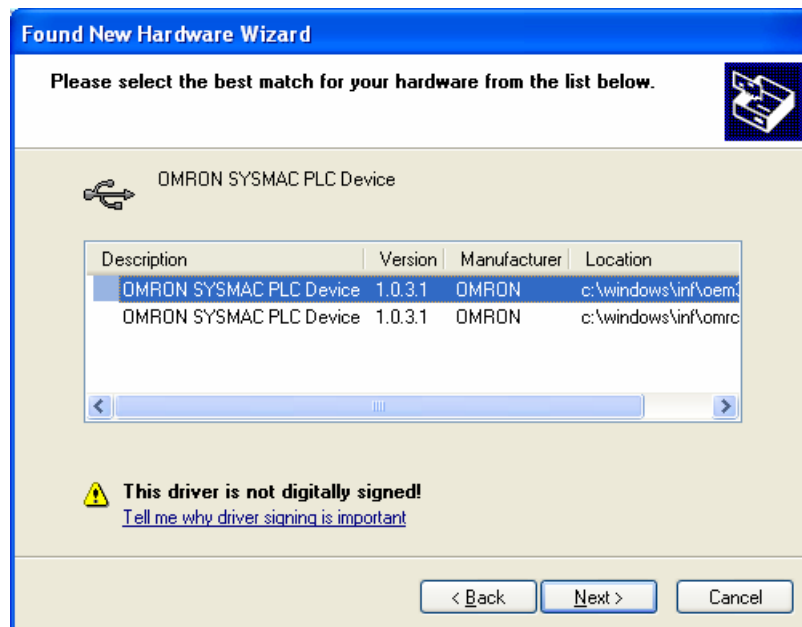 Found New Hardware Wizard
Please select the best match for your hardware from the list below.
OMRON SYSMAC PLC Device
Description Version Manufacturer Location
OMRON SYSMAC PLC Device 1.0.3.1 OMRON c:\windows\inf\oem3
OMRON SYSMAC PLC Device 1.0.3.1 OMRON c:\windows\inf\omrc
This driver is not digitally signed!
Tell me why driver signing is important
< Back Next > Cancel